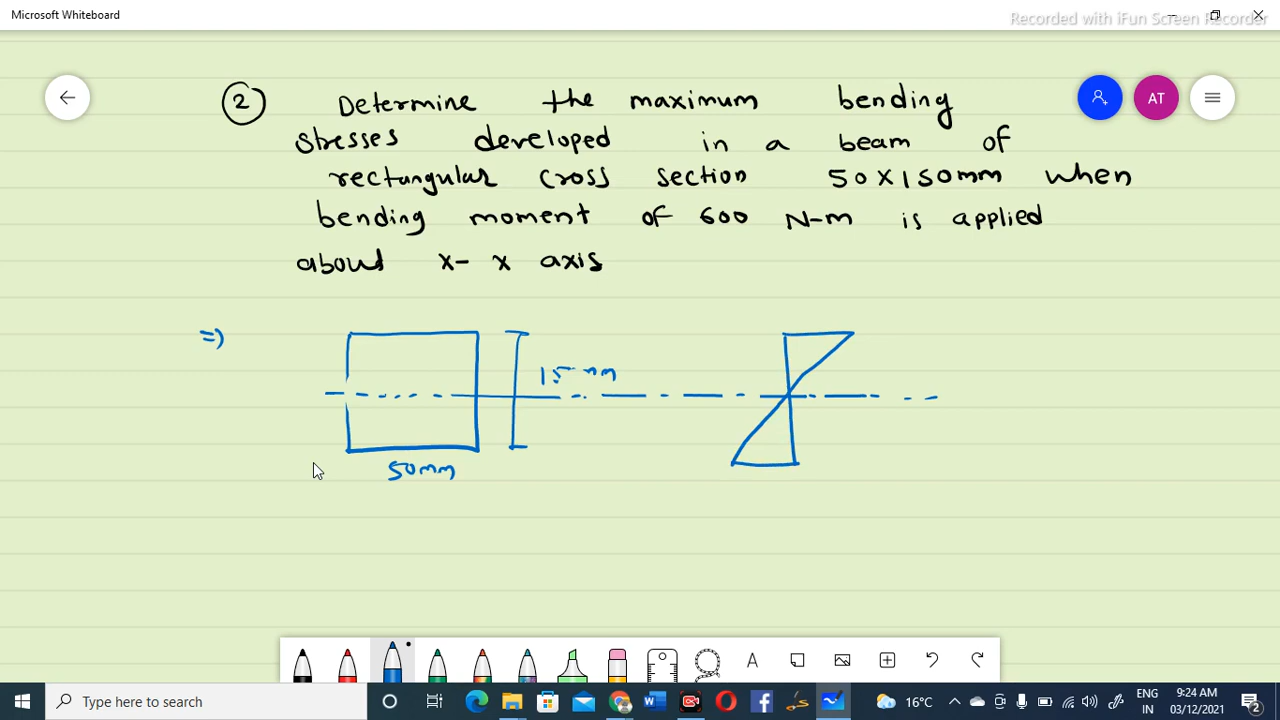 Microsoft Whiteboard
Recorded with iFun Screen Recorder
2 Determine the maximum bending
stresses developed in a beam of
rectangular cross section 50X150mm when
bending moment of 600 N-m is applied
about x- x axis
=)
50mm
AT
A
Type here to search
W
16°C
ENG
IN
9:24 AM
03/12/2021
2